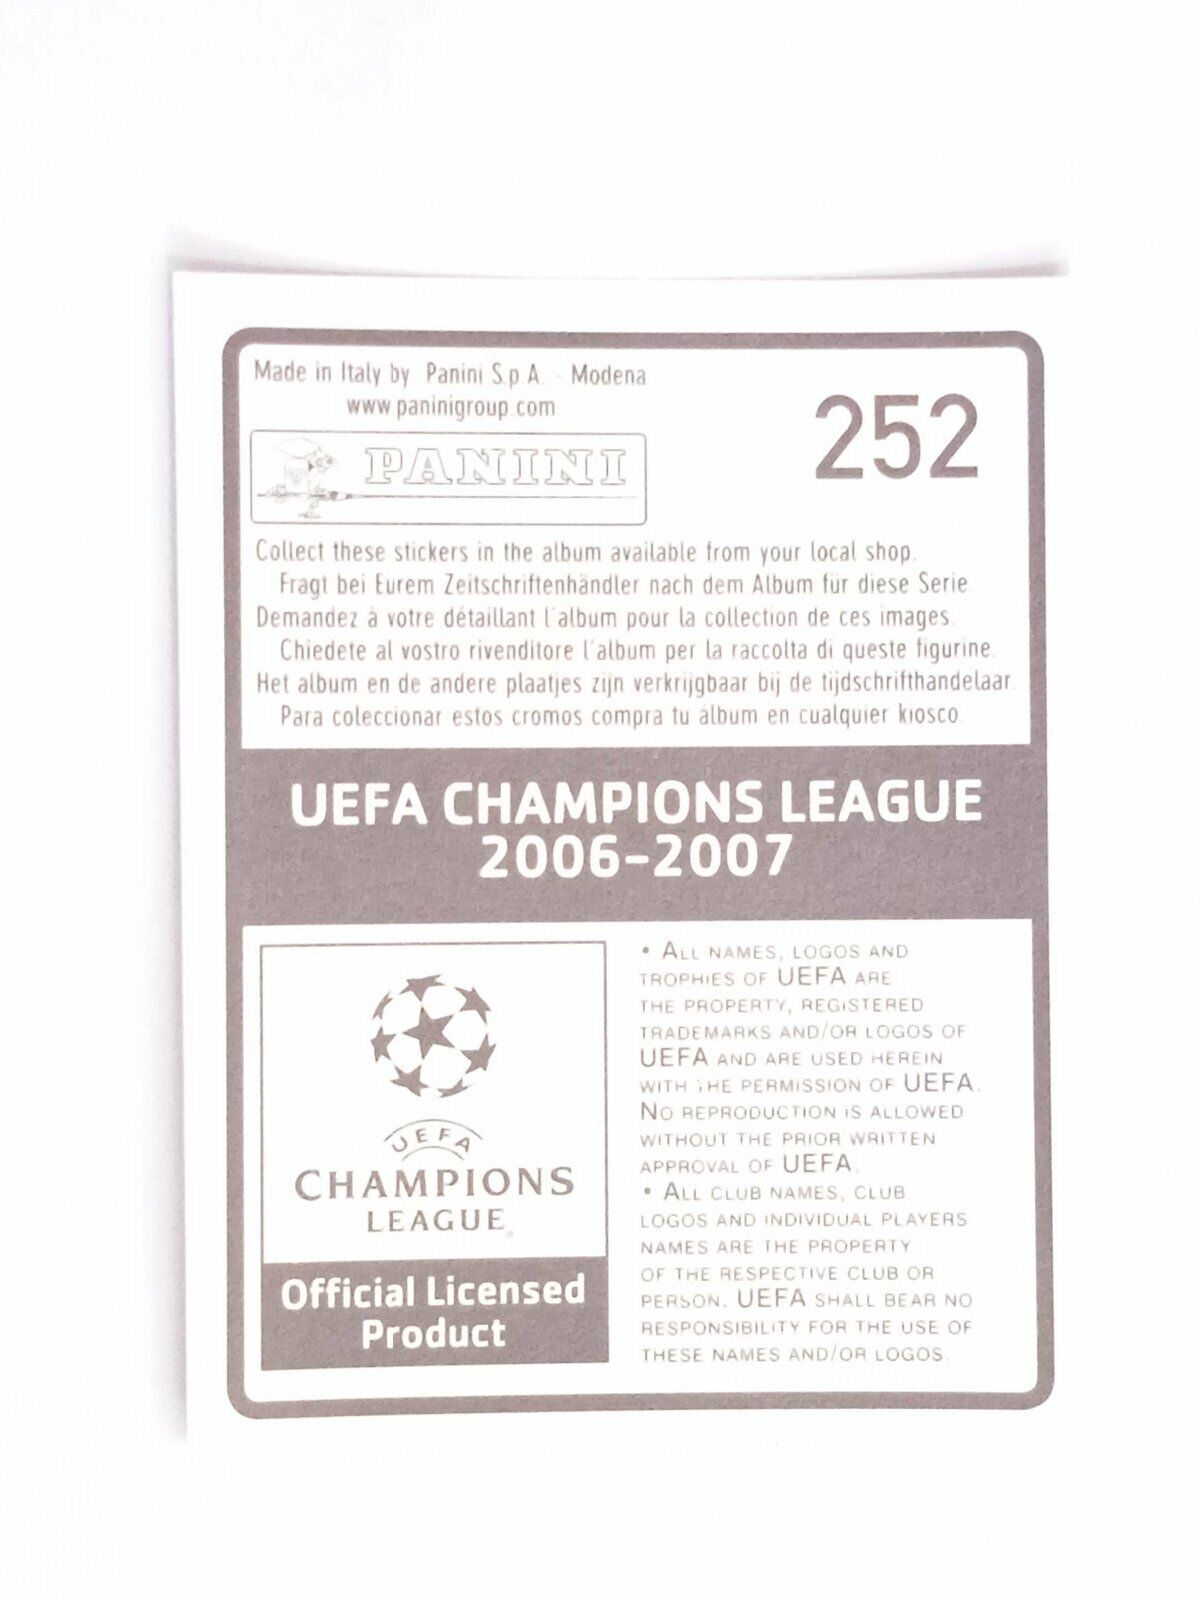 Made in Italy by Panini S.p.A. - Modena
www.paninigroup.com
252
PANINI
Collect these stickers in the album available from your local shop.
Fragt bei Eurem Zeitschriftenhändler nach dem Album für diese Serie.
Demandez à votre détaillant l'album pour la collection de ces images.
Chiedete al vostro rivenditore l'album per la raccolta di queste figurine.
Het album en de andere plaatjes zijn verkrijgbaar bij de tijdschrifthandelaar.
Para coleccionar estos cromos compra tu álbum en cualquier kiosco.
UEFA CHAMPIONS LEAGUE
2006-2007
UEFA
CHAMPIONS
LEAGUE
Official Licensed
Product
• ALL NAMES, LOGOS AND
TROPHIES OF UEFA ARE
THE PROPERTY, REGISTERED
TRADEMARKS AND/OR LOGOS OF
UEFA AND ARE USED HEREIN
WITH THE PERMISSION OF UEFA.
NO REPRODUCTION IS ALLOWED
WITHOUT THE PRIOR WRITTEN
APPROVAL OF UEFA.
• ALL CLUB NAMES, CLUB
LOGOS AND INDIVIDUAL PLAYERS
NAMES ARE THE PROPERTY
OF THE RESPECTIVE CLUB OR
PERSON. UEFA SHALL BEAR NO
RESPONSIBILITY FOR THE USE OF
THESE NAMES AND/OR LOGOS.